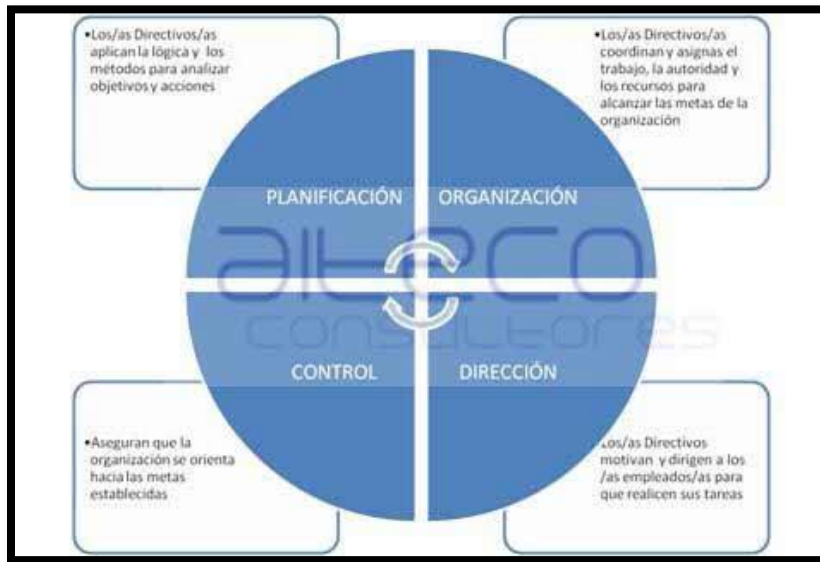 •Los/as Directivos/as
aplican la lógica y los
métodos para analizar
objetivos y acciones
•Los/as Directivos/as
coordinan y asignas el
trabajo, la autoridad y
los recursos para
alcanzar las metas de la
organización
PLANIFICACIÓN
ORGANIZACIÓN
aiteco
consultores
CONTROL
DIRECCIÓN
•Aseguran que la
organización se orienta
hacia las metas
establecidas
Los/as Directivos
motivan y dirigen a los
/as empleados/as para
que realicen sus tareas